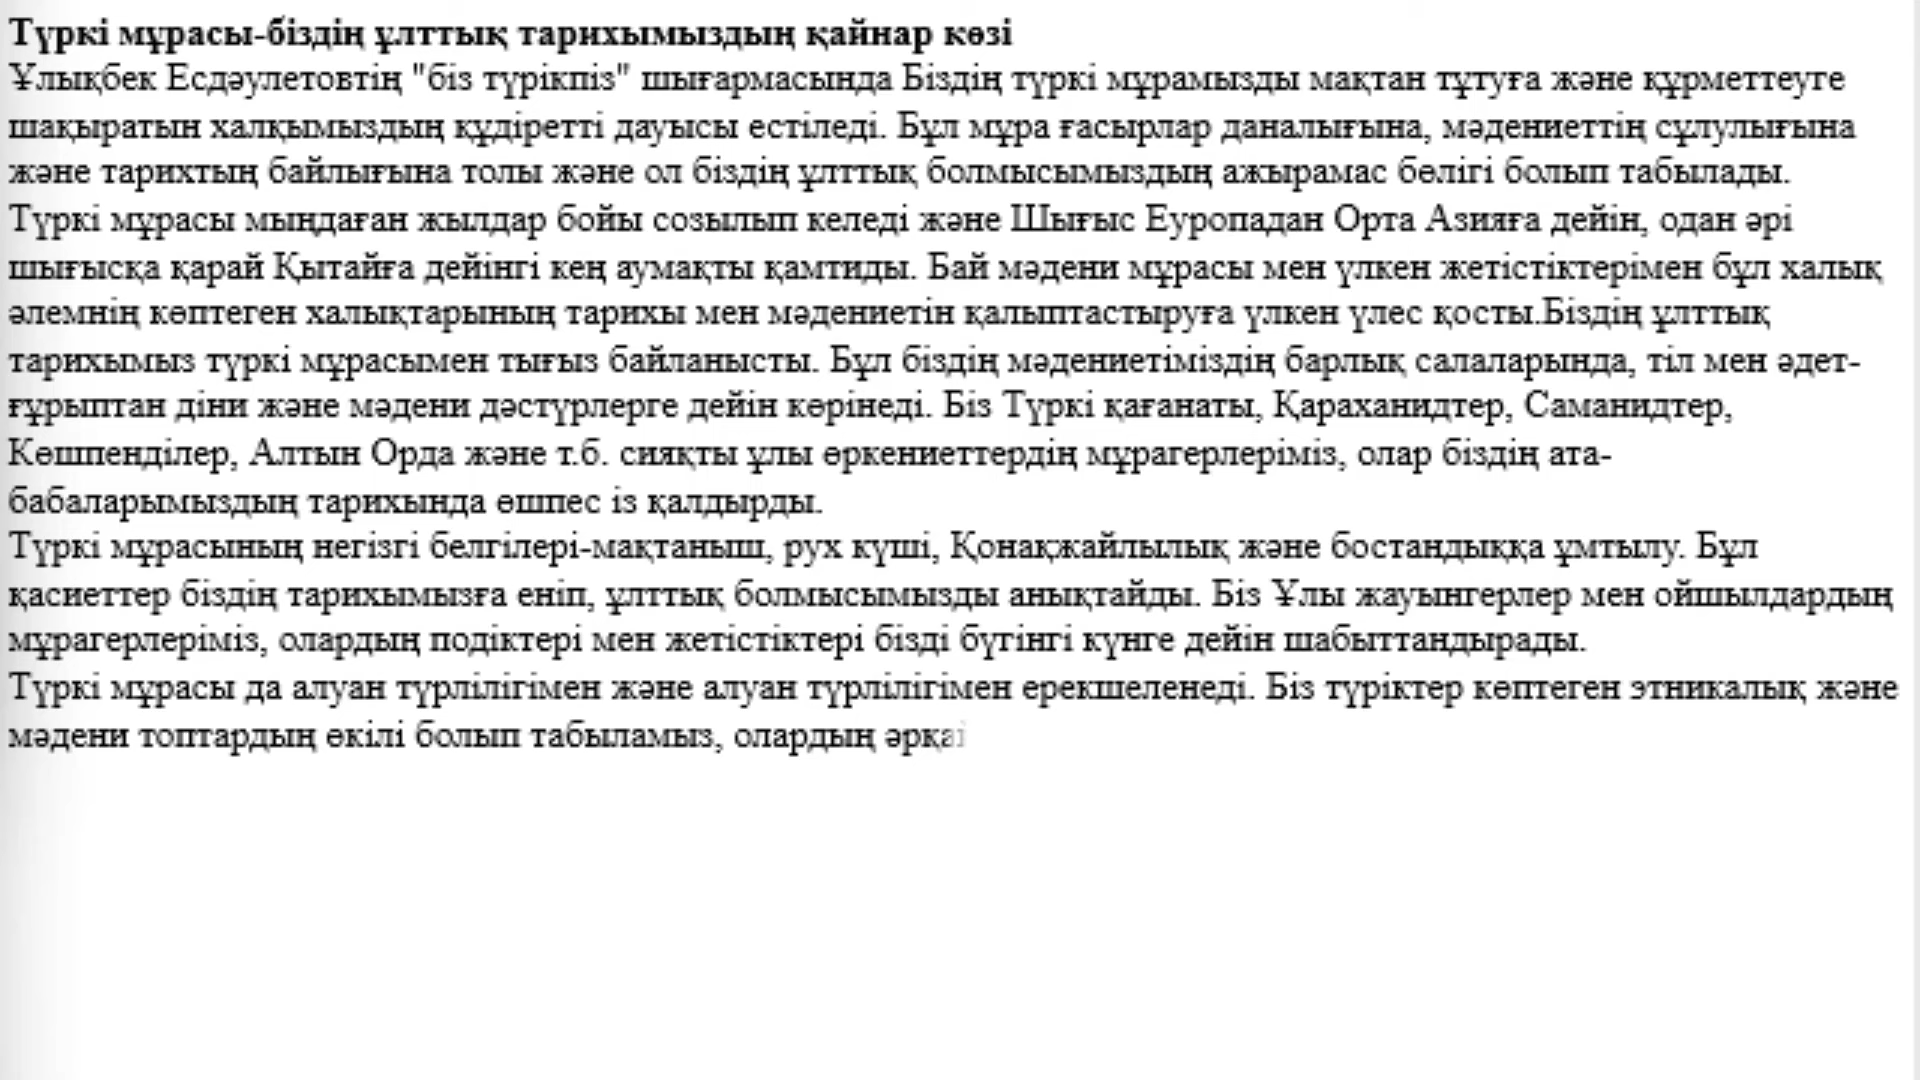 Түркі мұрасы-біздің ұлттық тарихымыздың қайнар көзі
Ұлықбек Есдәулетовтің "біз түрікпіз" шығармасында Біздің түркі мұрамызды мақтан тұтуға және құрметтеуге
шақыратын халқымыздың құдіретті дауысы естіледі. Бұл мұра ғасырлар даналығына, мәдениеттің сұлулығына
және тарихтың байлығына толы және ол біздің ұлттық болмысымыздың ажырамас бөлігі болып табылады.
Түркі мұрасы мыңдаған жылдар бойы созылып келеді және Шығыс Еуропадан Орта Азияға дейін, одан әрі
шығысқа қарай Қытайға дейінгі кең аумақты қамтиды. Бай мәдени мұрасы мен үлкен жетістіктерімен бұл халық
әлемнің көптеген халықтарының тарихы мен мәдениетін қалыптастыруға үлкен үлес қосты.Біздің ұлттық
тарихымыз түркі мұрасымен тығыз байланысты. Бұл біздің мәдениетіміздің барлық салаларында, тіл мен әдет-
ғұрыптан діни және мәдени дәстүрлерге дейін көрінеді. Біз Түркі қағанаты, Қараханидтер, Саманидтер,
Көшпенділер, Алтын Орда және т.б. сияқты ұлы өркениеттердің мұрагерлеріміз, олар біздің ата-
бабаларымыздың тарихында өшпес із қалдырды.
Түркі мұрасының негізгі белгілері-мақтаныш, рух күші, Қонақжайлылық және бостандыққа ұмтылу. Бұл
қасиеттер біздің тарихымызға еніп, ұлттық болмысымызды анықтайды. Біз Ұлы жауынгерлер мен ойшылдардың
мұрагерлеріміз, олардың подіктері мен жетістіктері бізді бүгінгі күнге дейін шабыттандырады.
Түркі мұрасы да алуан түрлілігімен және алуан түрлілігімен ерекшеленеді. Біз түріктер көптеген этникалық және
мәдени топтардың өкілі болып табыламыз, олардың